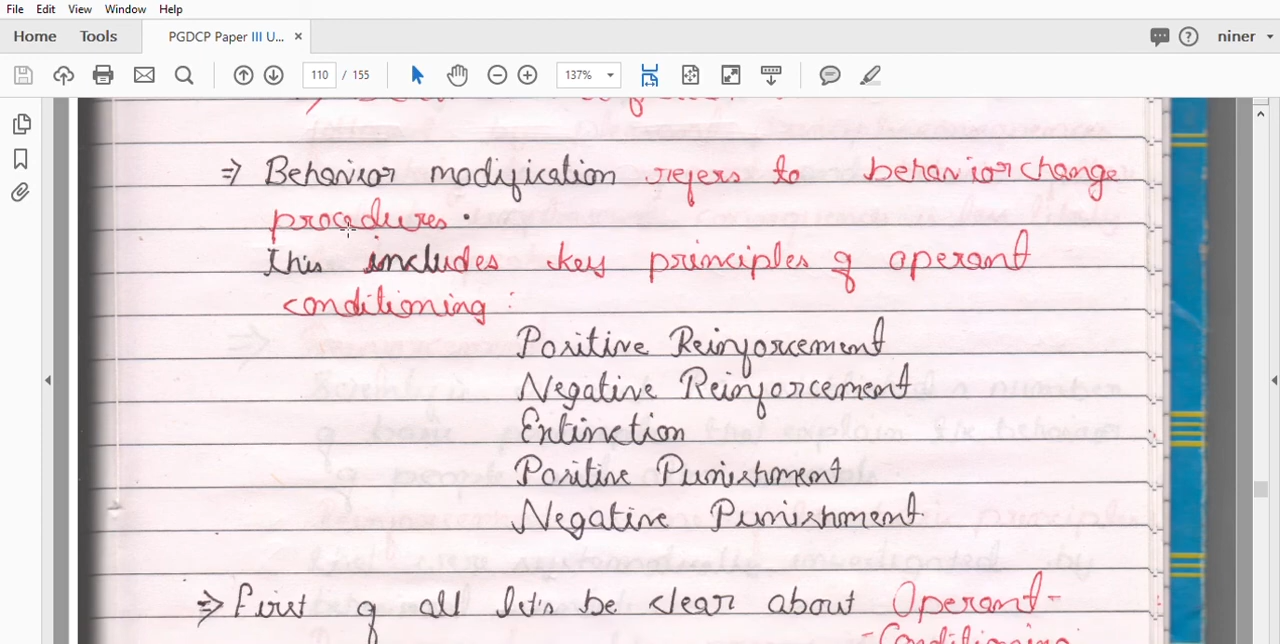 File Edit View Window Help
Home Tools PGDCP Paper III U... × niner
110 / 155 137%
⇒ Behavior modification refers to behavior change
procedures.
This includes key principles of operant
conditioning:
Positive Reinforcement
Negative Reinforcement
Extinction
Positive Punishment
Negative Punishment
⇒ First of all let's be clear about Operant-
-Conditioning: